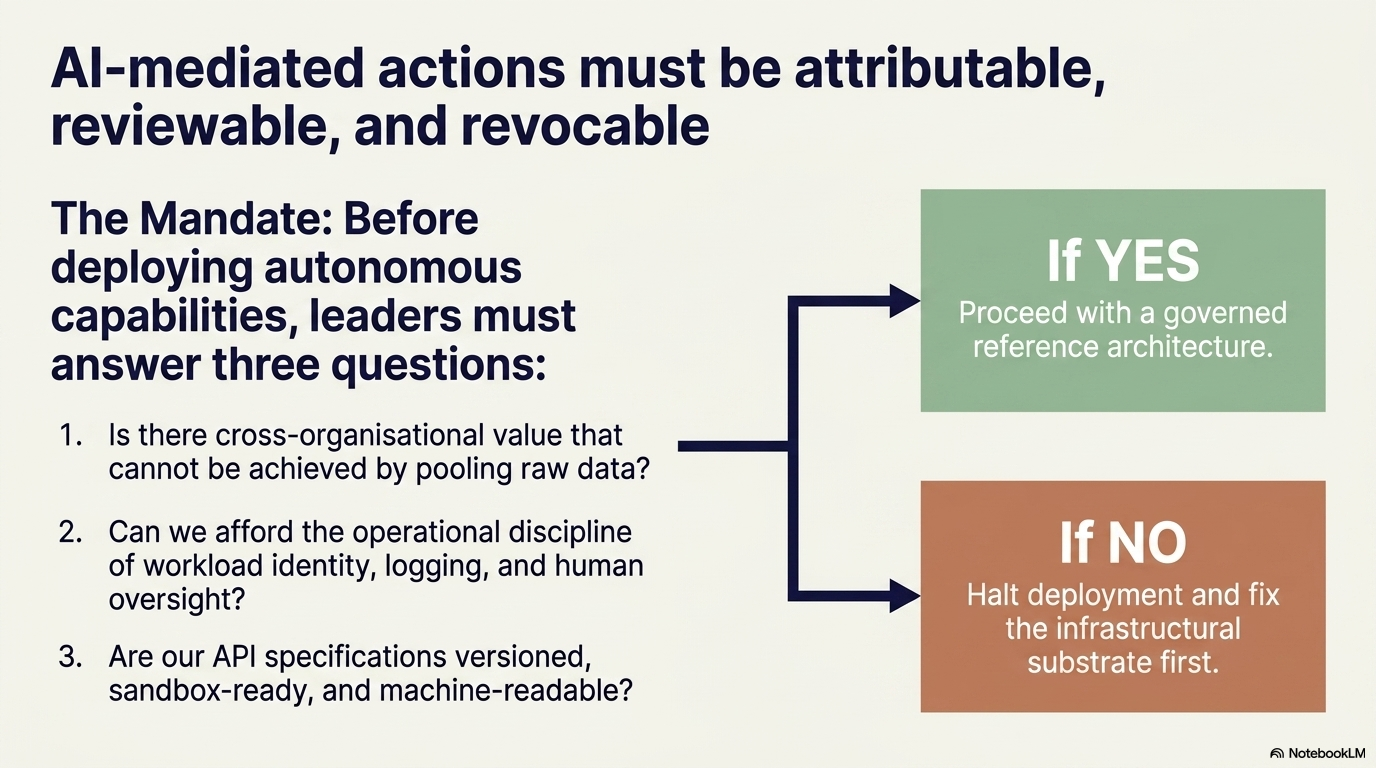 AI-mediated actions must be attributable,
reviewable, and revocable
The Mandate: Before
deploying autonomous
capabilities, leaders must
answer three questions:
1. Is there cross-organisational value that
cannot be achieved by pooling raw data?
2. Can we afford the operational discipline
of workload identity, logging, and human
oversight?
3. Are our API specifications versioned,
sandbox-ready, and machine-readable?
If YES
Proceed with a governed
reference architecture.
If NO
Halt deployment and fix
the infrastructural
substrate first.
NotebookLM